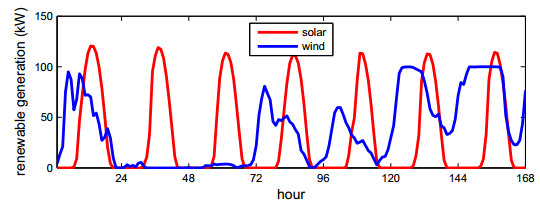 renewable generation (kW)
150
100
50
0
solar
wind
24
48
72
96
120
144
168
hour